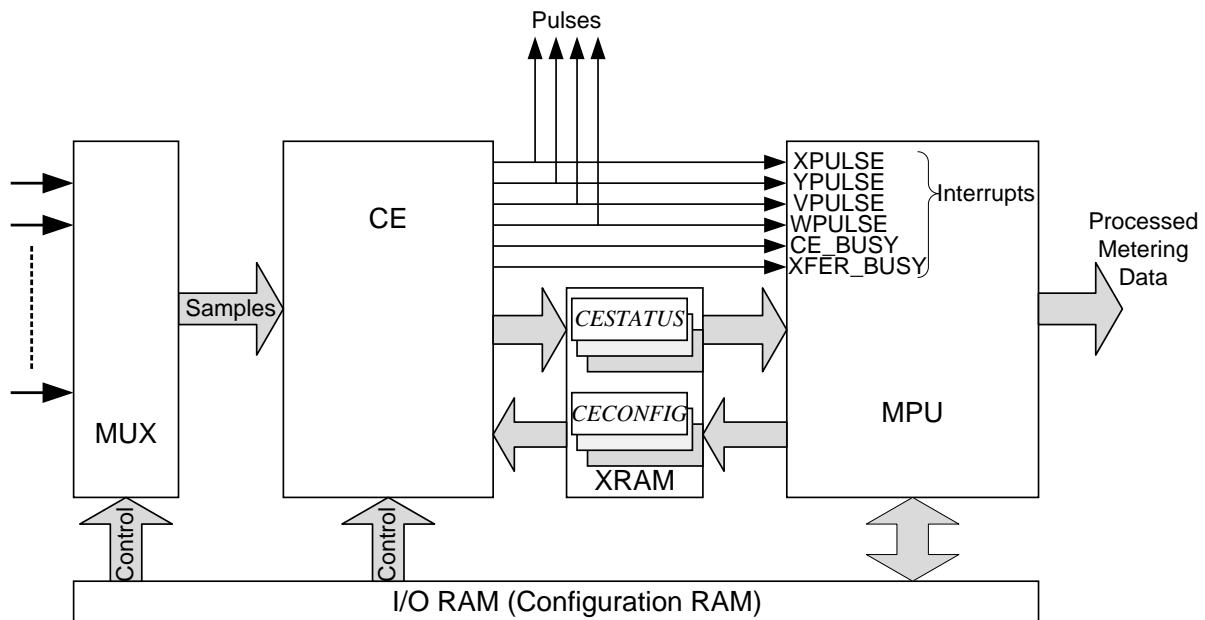 Pulses
XPULSE
YPULSE
VPULSE
WPULSE
CE_BUSY
XFER_BUSY
Interrupts
CE
Processed
Metering
Data
Samples
CESTATUS
MUX
CECONFIG
MPU
XRAM
Control
Control
I/O RAM (Configuration RAM)